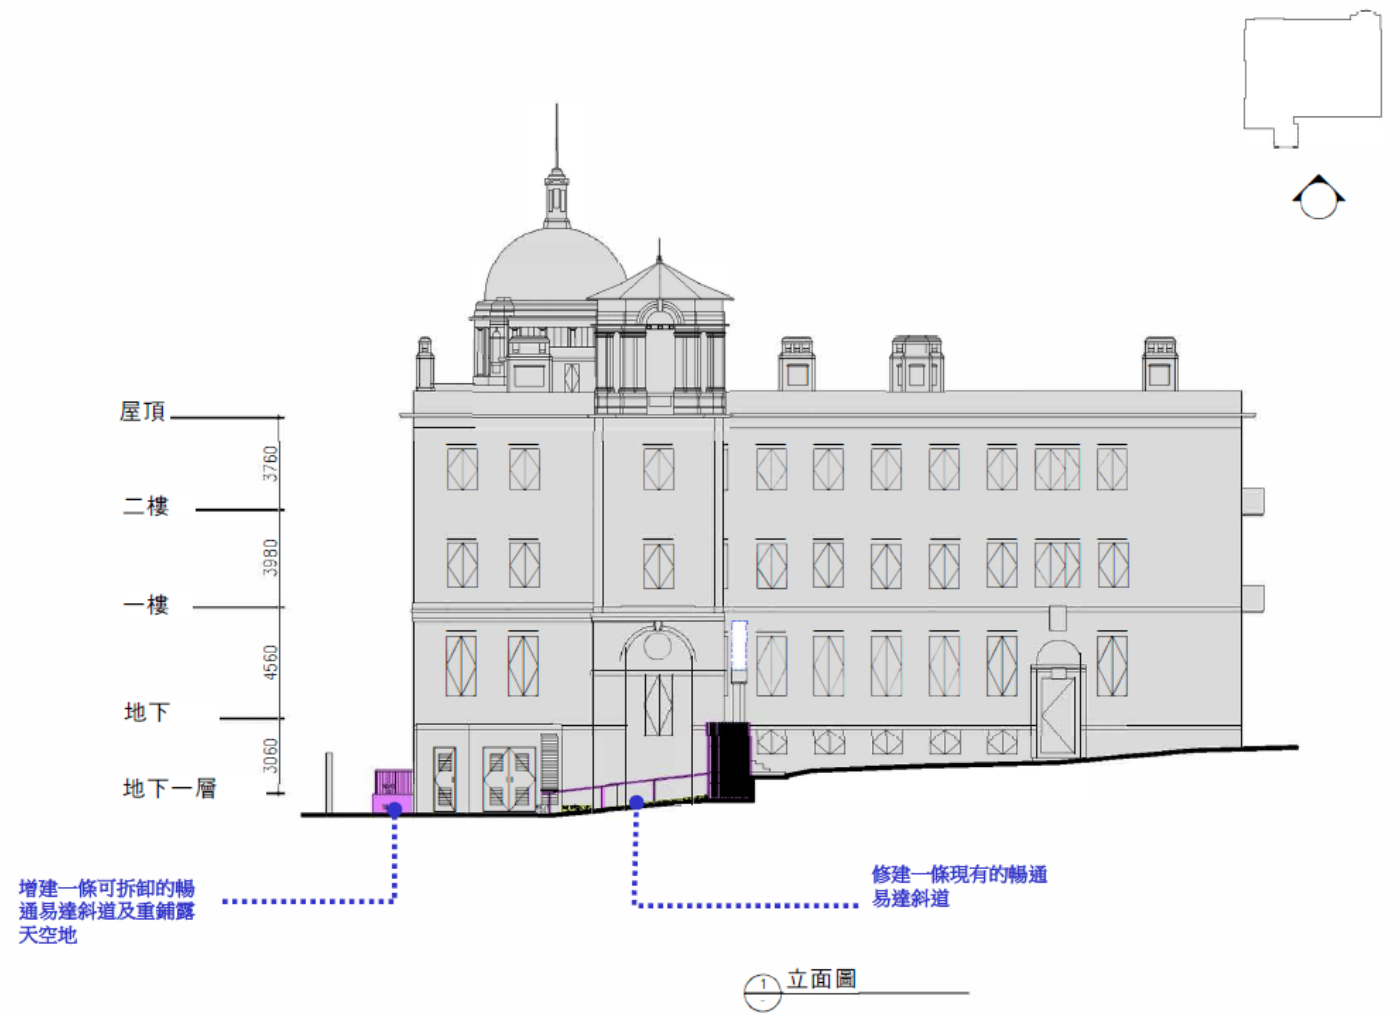 屋頂
3760
二樓
3980
一樓
4560
地下
3060
地下一層
增建一條可拆卸的暢
通易達斜道及重鋪露
天空地
修建一條現有的暢通
易達斜道
1
立面圖
-